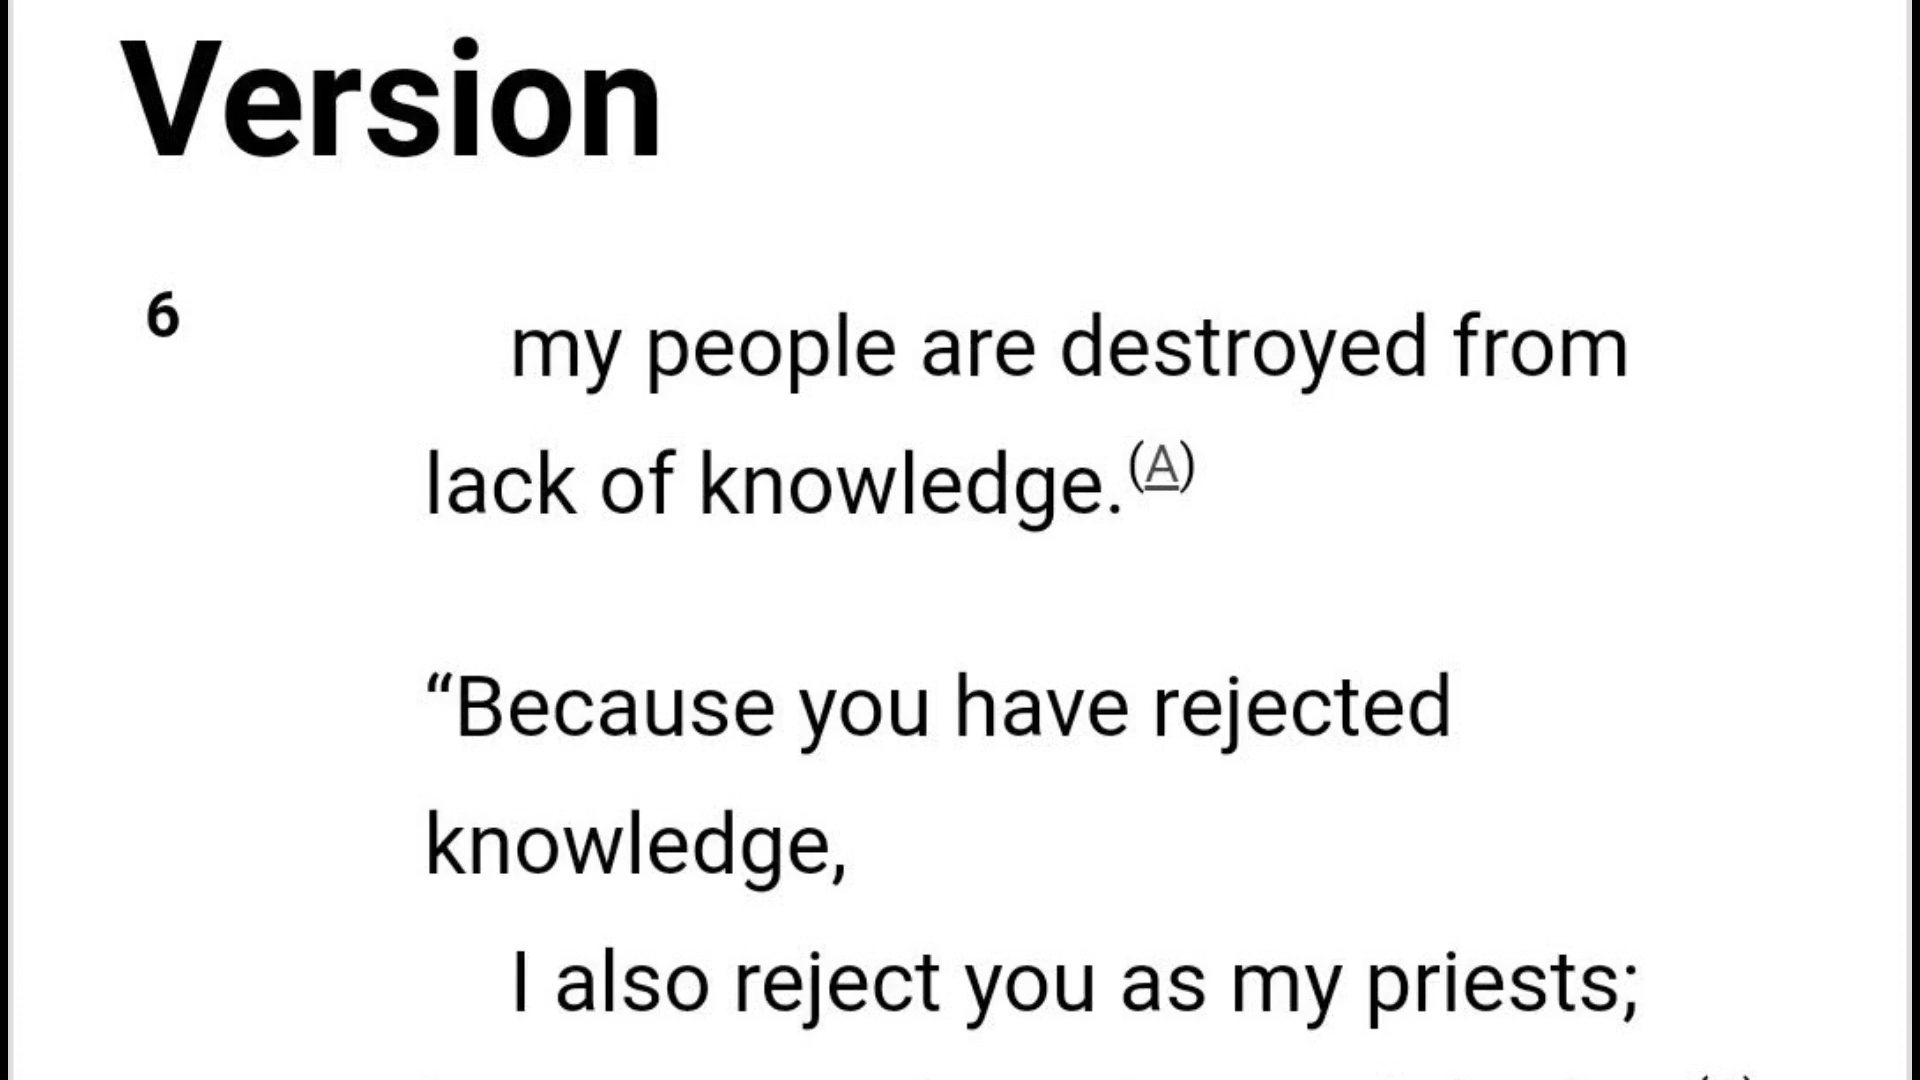 Version
6 my people are destroyed from
lack of knowledge.(A)
“Because you have rejected
knowledge,
I also reject you as my priests;